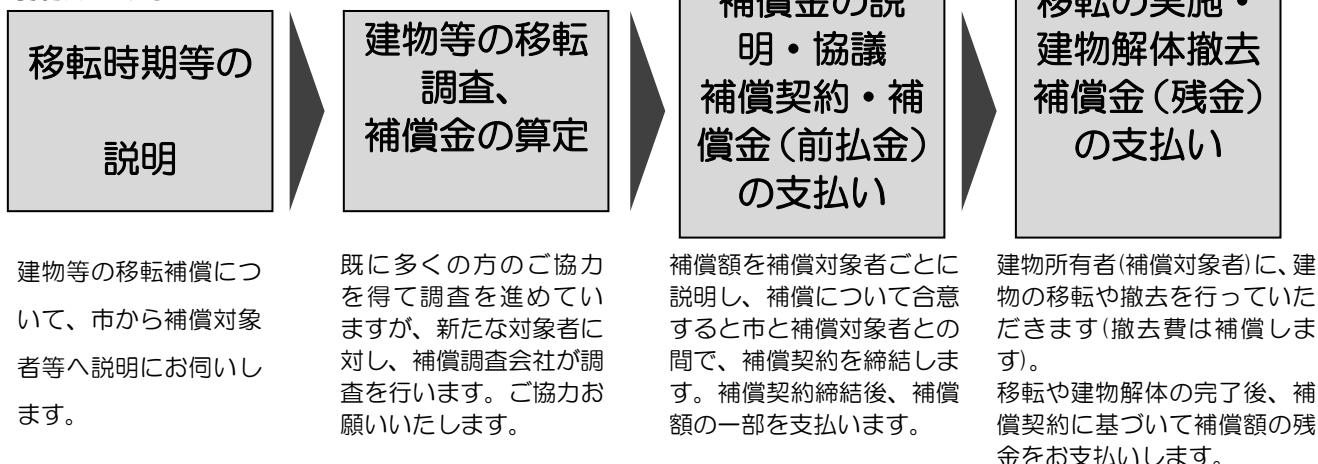 移転時期等の
説明
建物等の移転
調査、
補償金の算定
補償金の説
明・協議
補償契約・補
償金(前払金)
の支払い
移転の実施・
建物解体撤去
補償金(残金)
の支払い
建物等の移転補償につ
いて、市から補償対象
者等へ説明にお伺いし
ます。
既に多くの方のご協力
を得て調査を進めてい
ますが、新たな対象者に
対し、補償調査会社が調
査を行います。ご協力お
願いいたします。
補償額を補償対象者ごとに
説明し、補償について合意
すると市と補償対象者との
間で、補償契約を締結しま
す。補償契約締結後、補償
額の一部を支払います。
建物所有者(補償対象者)に、建
物の移転や撤去を行っていた
だきます(撤去費は補償しま
す)。
移転や建物解体の完了後、補
償契約に基づいて補償額の残
金をお支払いします。